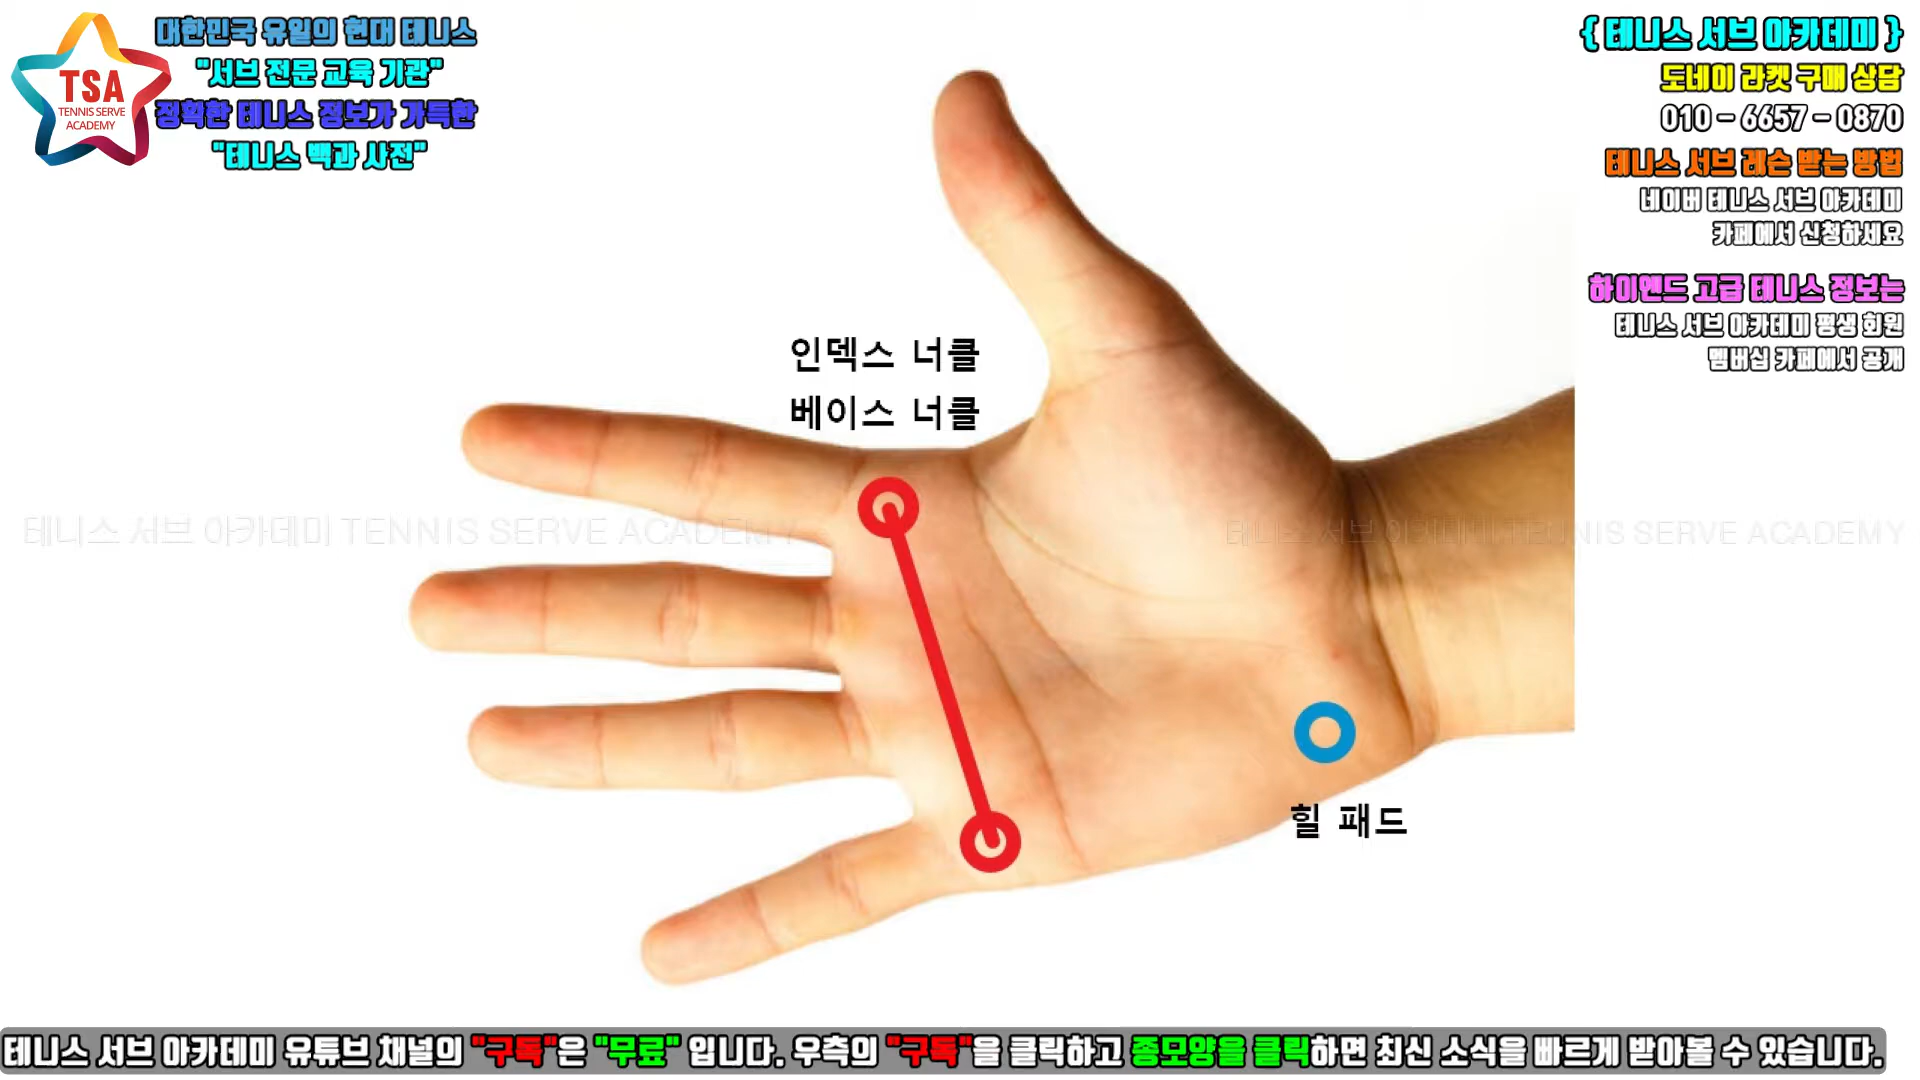 TSA
TENNIS SERVE
ACADEMY
대한민국 유일의 현대 테니스
"서브 전문 교육 기관"
정확한 테니스 정보가 가득한
"테니스 백과 사전"
{ 테니스 서브 아카데미 }
도네이 라켓 구매 상담
010 - 6657 - 0870
테니스 서브 레슨 받는 방법
네이버 테니스 서브 아카데미
카페에서 신청하세요
하이엔드 고급 테니스 정보는
테니스 서브 아카데미 평생 회원
멤버십 카페에서 공개
인덱스 너클
베이스 너클
테니스 서브 아카데미 TENNIS SERVE ACADEMY
테니스 서브 아카데미 TENNIS SERVE ACADEMY
힐 패드
테니스 서브 아카데미 유튜브 채널의 "구독"은 "무료" 입니다. 우측의 "구독"을 클릭하고 종모양을 클릭하면 최신 소식을 빠르게 받아볼 수 있습니다.